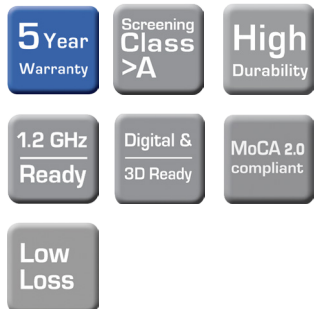 5 Year
Warranty
Screening
Class
>A
High
Durability
1.2 GHz
Ready
Digital &
3D Ready
MoCA 2.0
compliant
Low
Loss